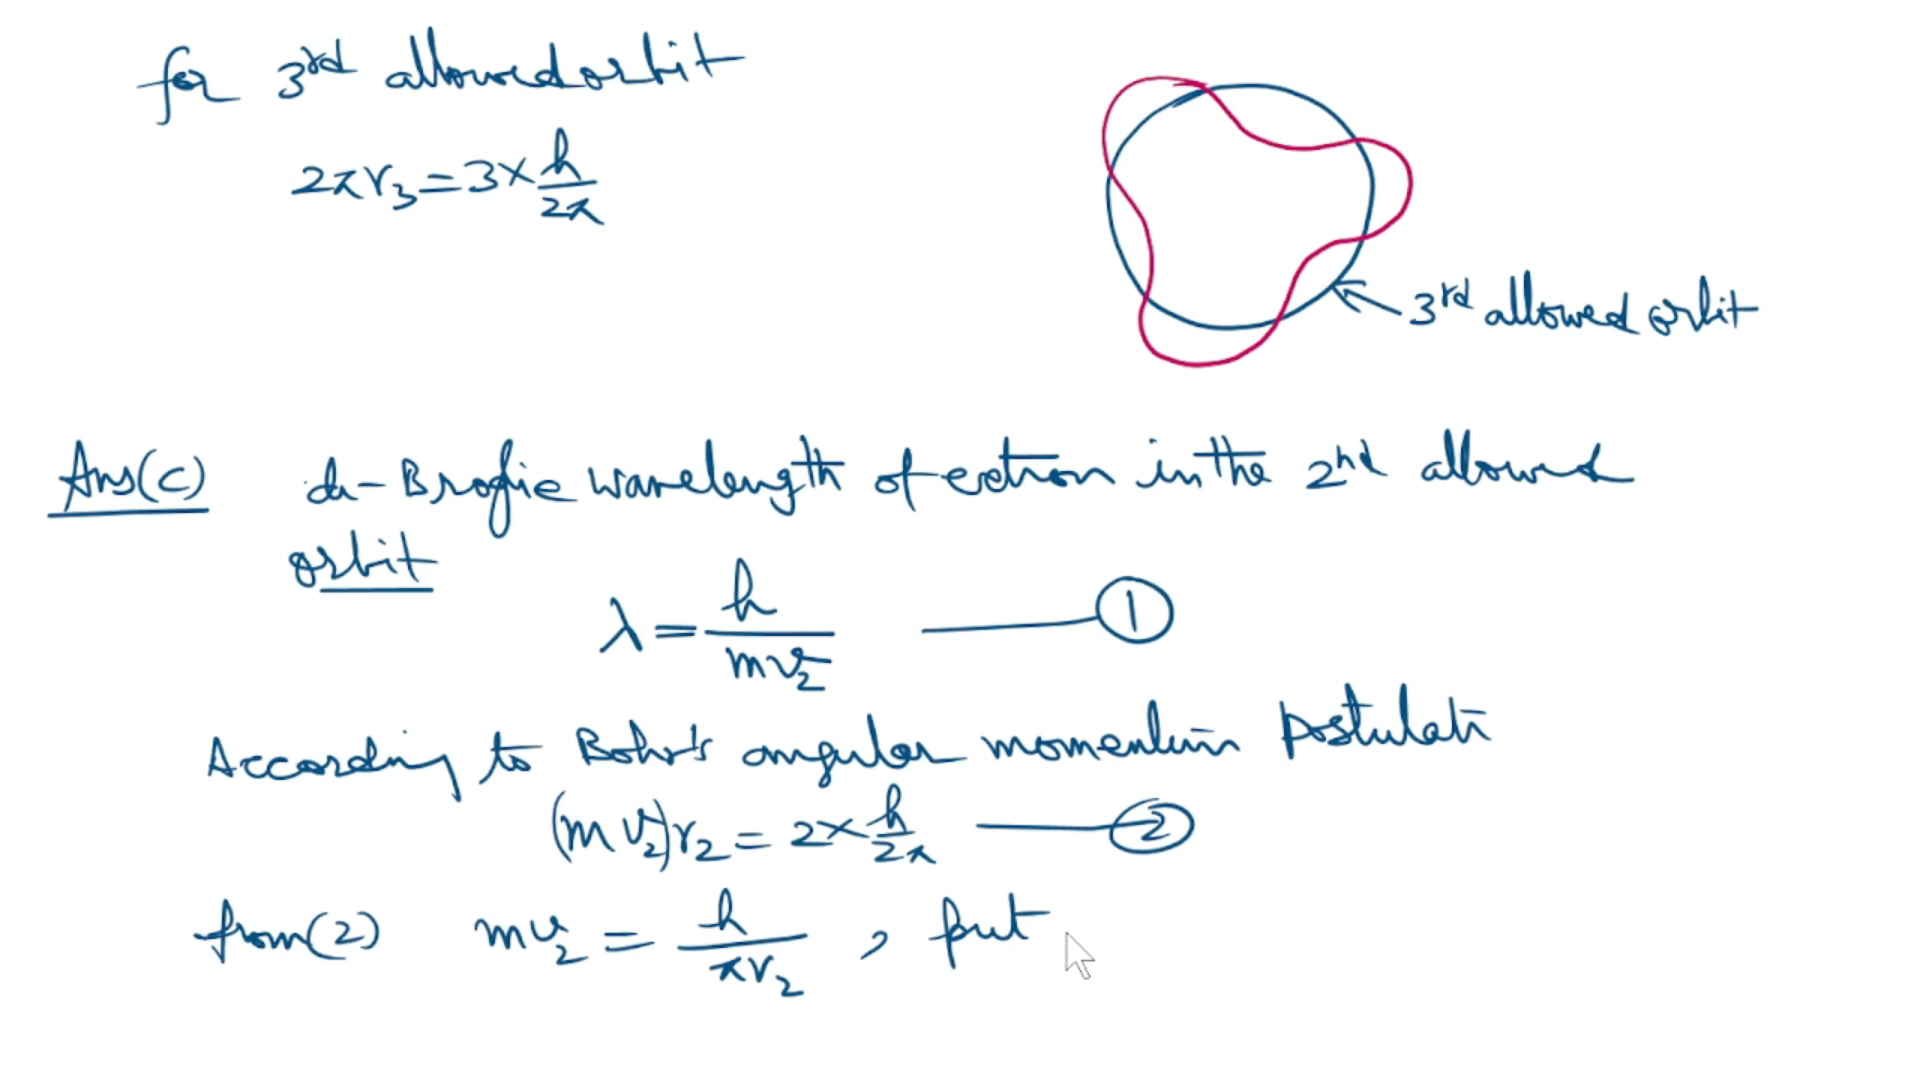 for 3rd allowed orbit
2πr₃ = 3 × h/2π
3rd allowed orbit
Ans(c) de-Broglie wavelength of ectron in the 2nd allowed
orbit
λ = h/mv₂ —— ①
According to Bohr's angular momentum Postulate
(mv₂)r₂ = 2 × h/2π —— ②
from(2) mv₂ = h/πr₂ , put